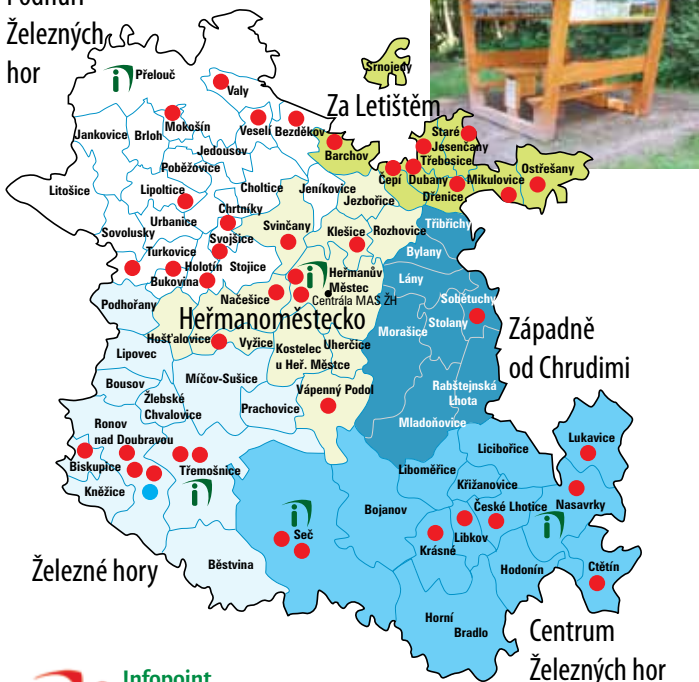 Podhůří
Železných
hor
Přelouč
Valy
Srnojedy
Za Letištěm
Mokošín
Veselí
Bezděkov
Jankovice
Brloh
Jedousov
Barchov
Staré
Jesenčany
Třebosice
Ostřešany
Poběžovice
Čepí
Dubany
Mikulovice
Dřenice
Litošice
Lipoltice
Choltice
Jeníkovice
Jezbořice
Chrtníky
Urbanice
Svinčany
Klešice
Rozhovice
Třibřichy
Sovolusky
Svojšice
Bylany
Turkovice
Holotín
Stojice
Heřmanův
Městec
Lány
Bukovina
Centrála MAS ŽH
Sobětuchy
Podhořany
Načešice
Heřmanoměstecko
Stolany
Morašice
Západně
od Chrudimi
Hošťalovice
Vyžice
Kostelec
u Heř. Městce
Uherčice
Lipovec
Bousov
Míčov-Sušice
Vápenný Podol
Rabštejnská
Lhota
Žlebské
Chvalovice
Prachovice
Mladoňovice
Ronov
nad Doubravou
Lukavice
Licibořice
Biskupice
Třemošnice
Liboměřice
Křižanovice
Kněžice
Nasavrky
Bojanov
České Lhotice
Seč
Libkov
Krásné
Železné hory
Běstvina
Hodonín
Ctětín
Horní
Bradlo
Centrum
Železných hor
Infopoint